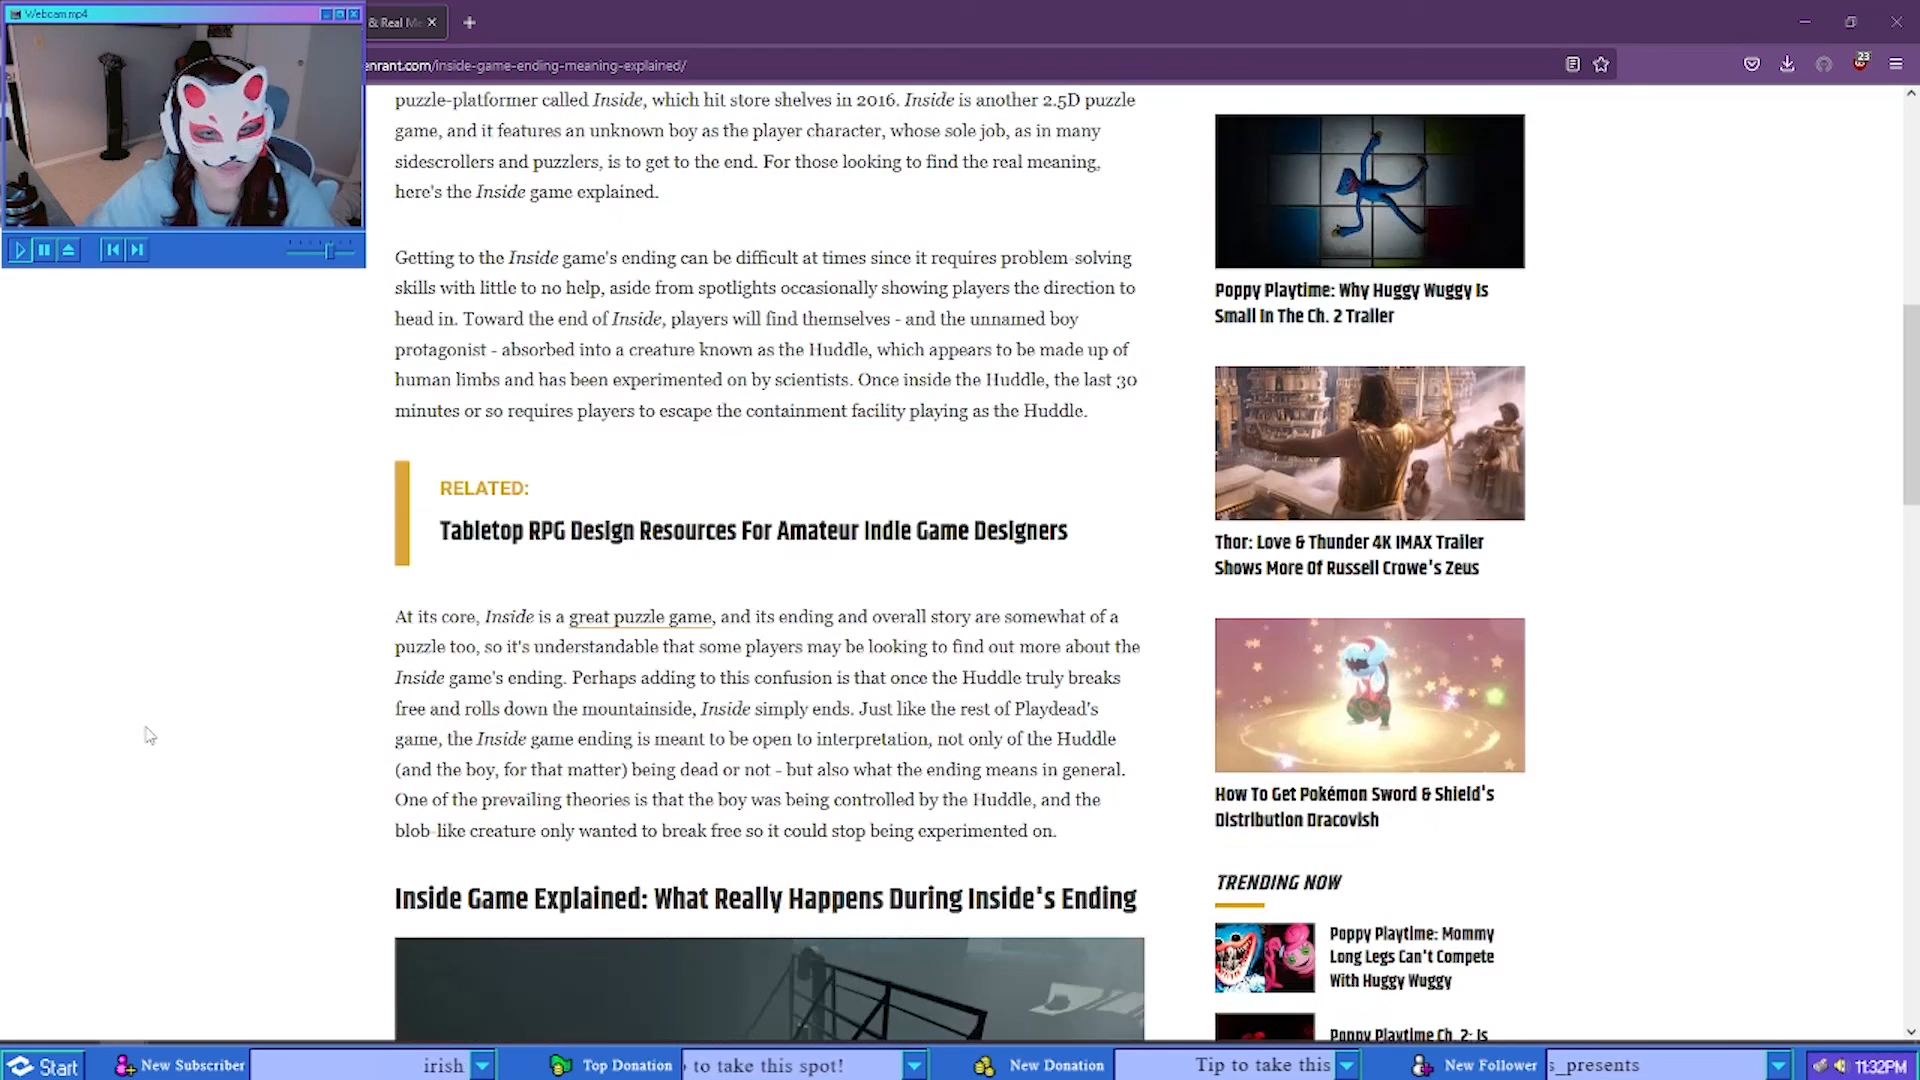 Webcam.mp4
& Real Me
enrant.com/inside-game-ending-meaning-explained/
23
puzzle-platformer called Inside, which hit store shelves in 2016. Inside is another 2.5D puzzle
game, and it features an unknown boy as the player character, whose sole job, as in many
sidescrollers and puzzlers, is to get to the end. For those looking to find the real meaning,
here's the Inside game explained.
Getting to the Inside game's ending can be difficult at times since it requires problem-solving
skills with little to no help, aside from spotlights occasionally showing players the direction to
head in. Toward the end of Inside, players will find themselves - and the unnamed boy
protagonist - absorbed into a creature known as the Huddle, which appears to be made up of
human limbs and has been experimented on by scientists. Once inside the Huddle, the last 30
minutes or so requires players to escape the containment facility playing as the Huddle.
RELATED:
Tabletop RPG Design Resources For Amateur Indie Game Designers
At its core, Inside is a great puzzle game, and its ending and overall story are somewhat of a
puzzle too, so it's understandable that some players may be looking to find out more about the
Inside game's ending. Perhaps adding to this confusion is that once the Huddle truly breaks
free and rolls down the mountainside, Inside simply ends. Just like the rest of Playdead's
game, the Inside game ending is meant to be open to interpretation, not only of the Huddle
(and the boy, for that matter) being dead or not - but also what the ending means in general.
One of the prevailing theories is that the boy was being controlled by the Huddle, and the
blob-like creature only wanted to break free so it could stop being experimented on.
Inside Game Explained: What Really Happens During Inside's Ending
Poppy Playtime: Why Huggy Wuggy Is
Small In The Ch. 2 Trailer
Thor: Love & Thunder 4K IMAX Trailer
Shows More Of Russell Crowe's Zeus
How To Get Pokémon Sword & Shield's
Distribution Dracovish
TRENDING NOW
Poppy Playtime: Mommy
Long Legs Can't Compete
With Huggy Wuggy
Poppy Playtime Ch. 2: Is
Start
New Subscriber
irish
Top Donation
to take this spot!
New Donation
Tip to take this
New Follower
s_presents
11:32PM